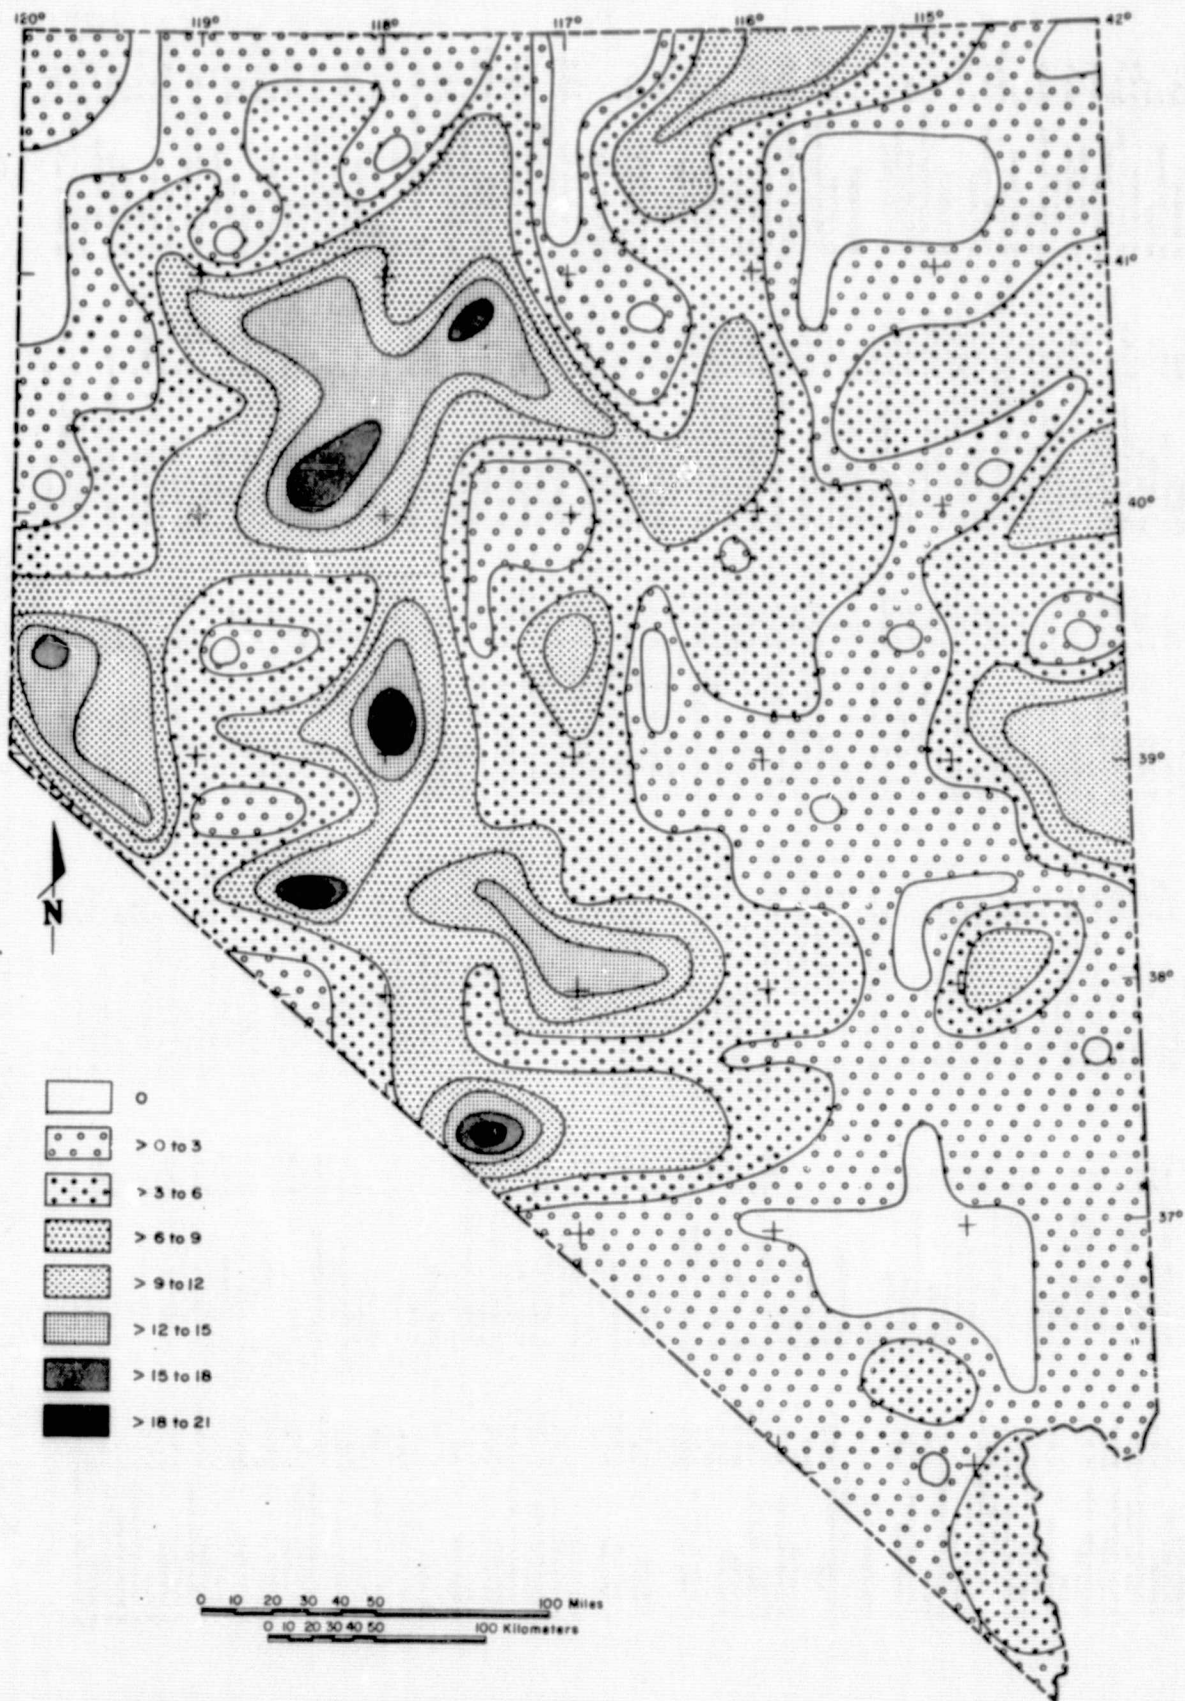 120° 119° 118° 117° 116° 115° 42°
41°
40°
39°
N
38°
37°
0
> 0 to 3
> 3 to 6
> 6 to 9
> 9 to 12
> 12 to 15
> 15 to 18
> 18 to 21
0 10 20 30 40 50 100 Miles
0 10 20 30 40 50 100 Kilometers